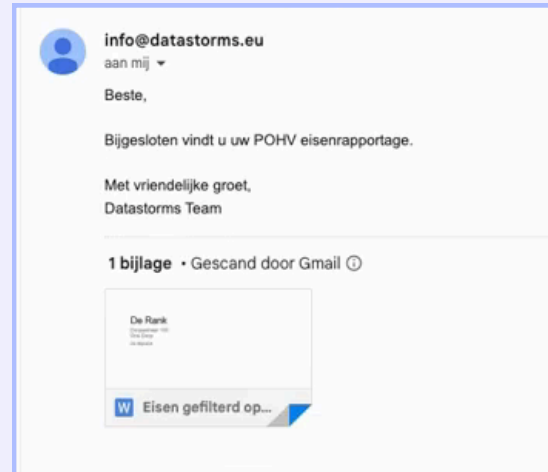 info@datastorms.eu
aan mij
Beste,
Bijgesloten vindt u uw POHV eisenrapportage.
Met vriendelijke groet,
Datastorms Team
1 bijlage • Gescand door Gmail
De Rank
W Eisen gefilterd op...